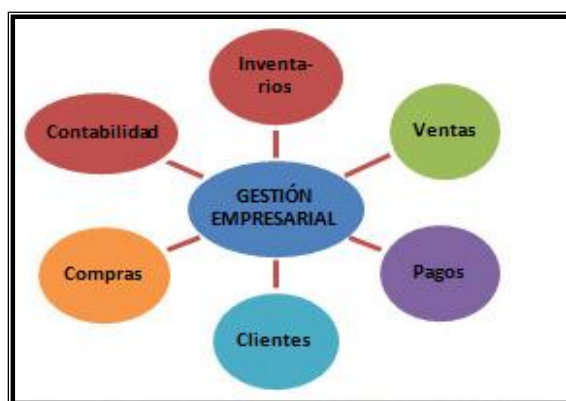 Inventa-
rios
Contabilidad
Ventas
GESTIÓN
EMPRESARIAL
Compras
Pagos
Clientes